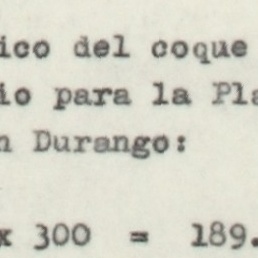 ico del coque
io para la Pla
n Durango:
x 300 = 189.